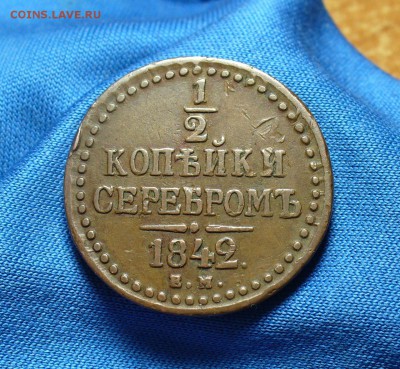 COINS.LAVE.RU
1
2
КОПѢЙКИ
СЕРЕБРОМЪ
1842.
Е.М.